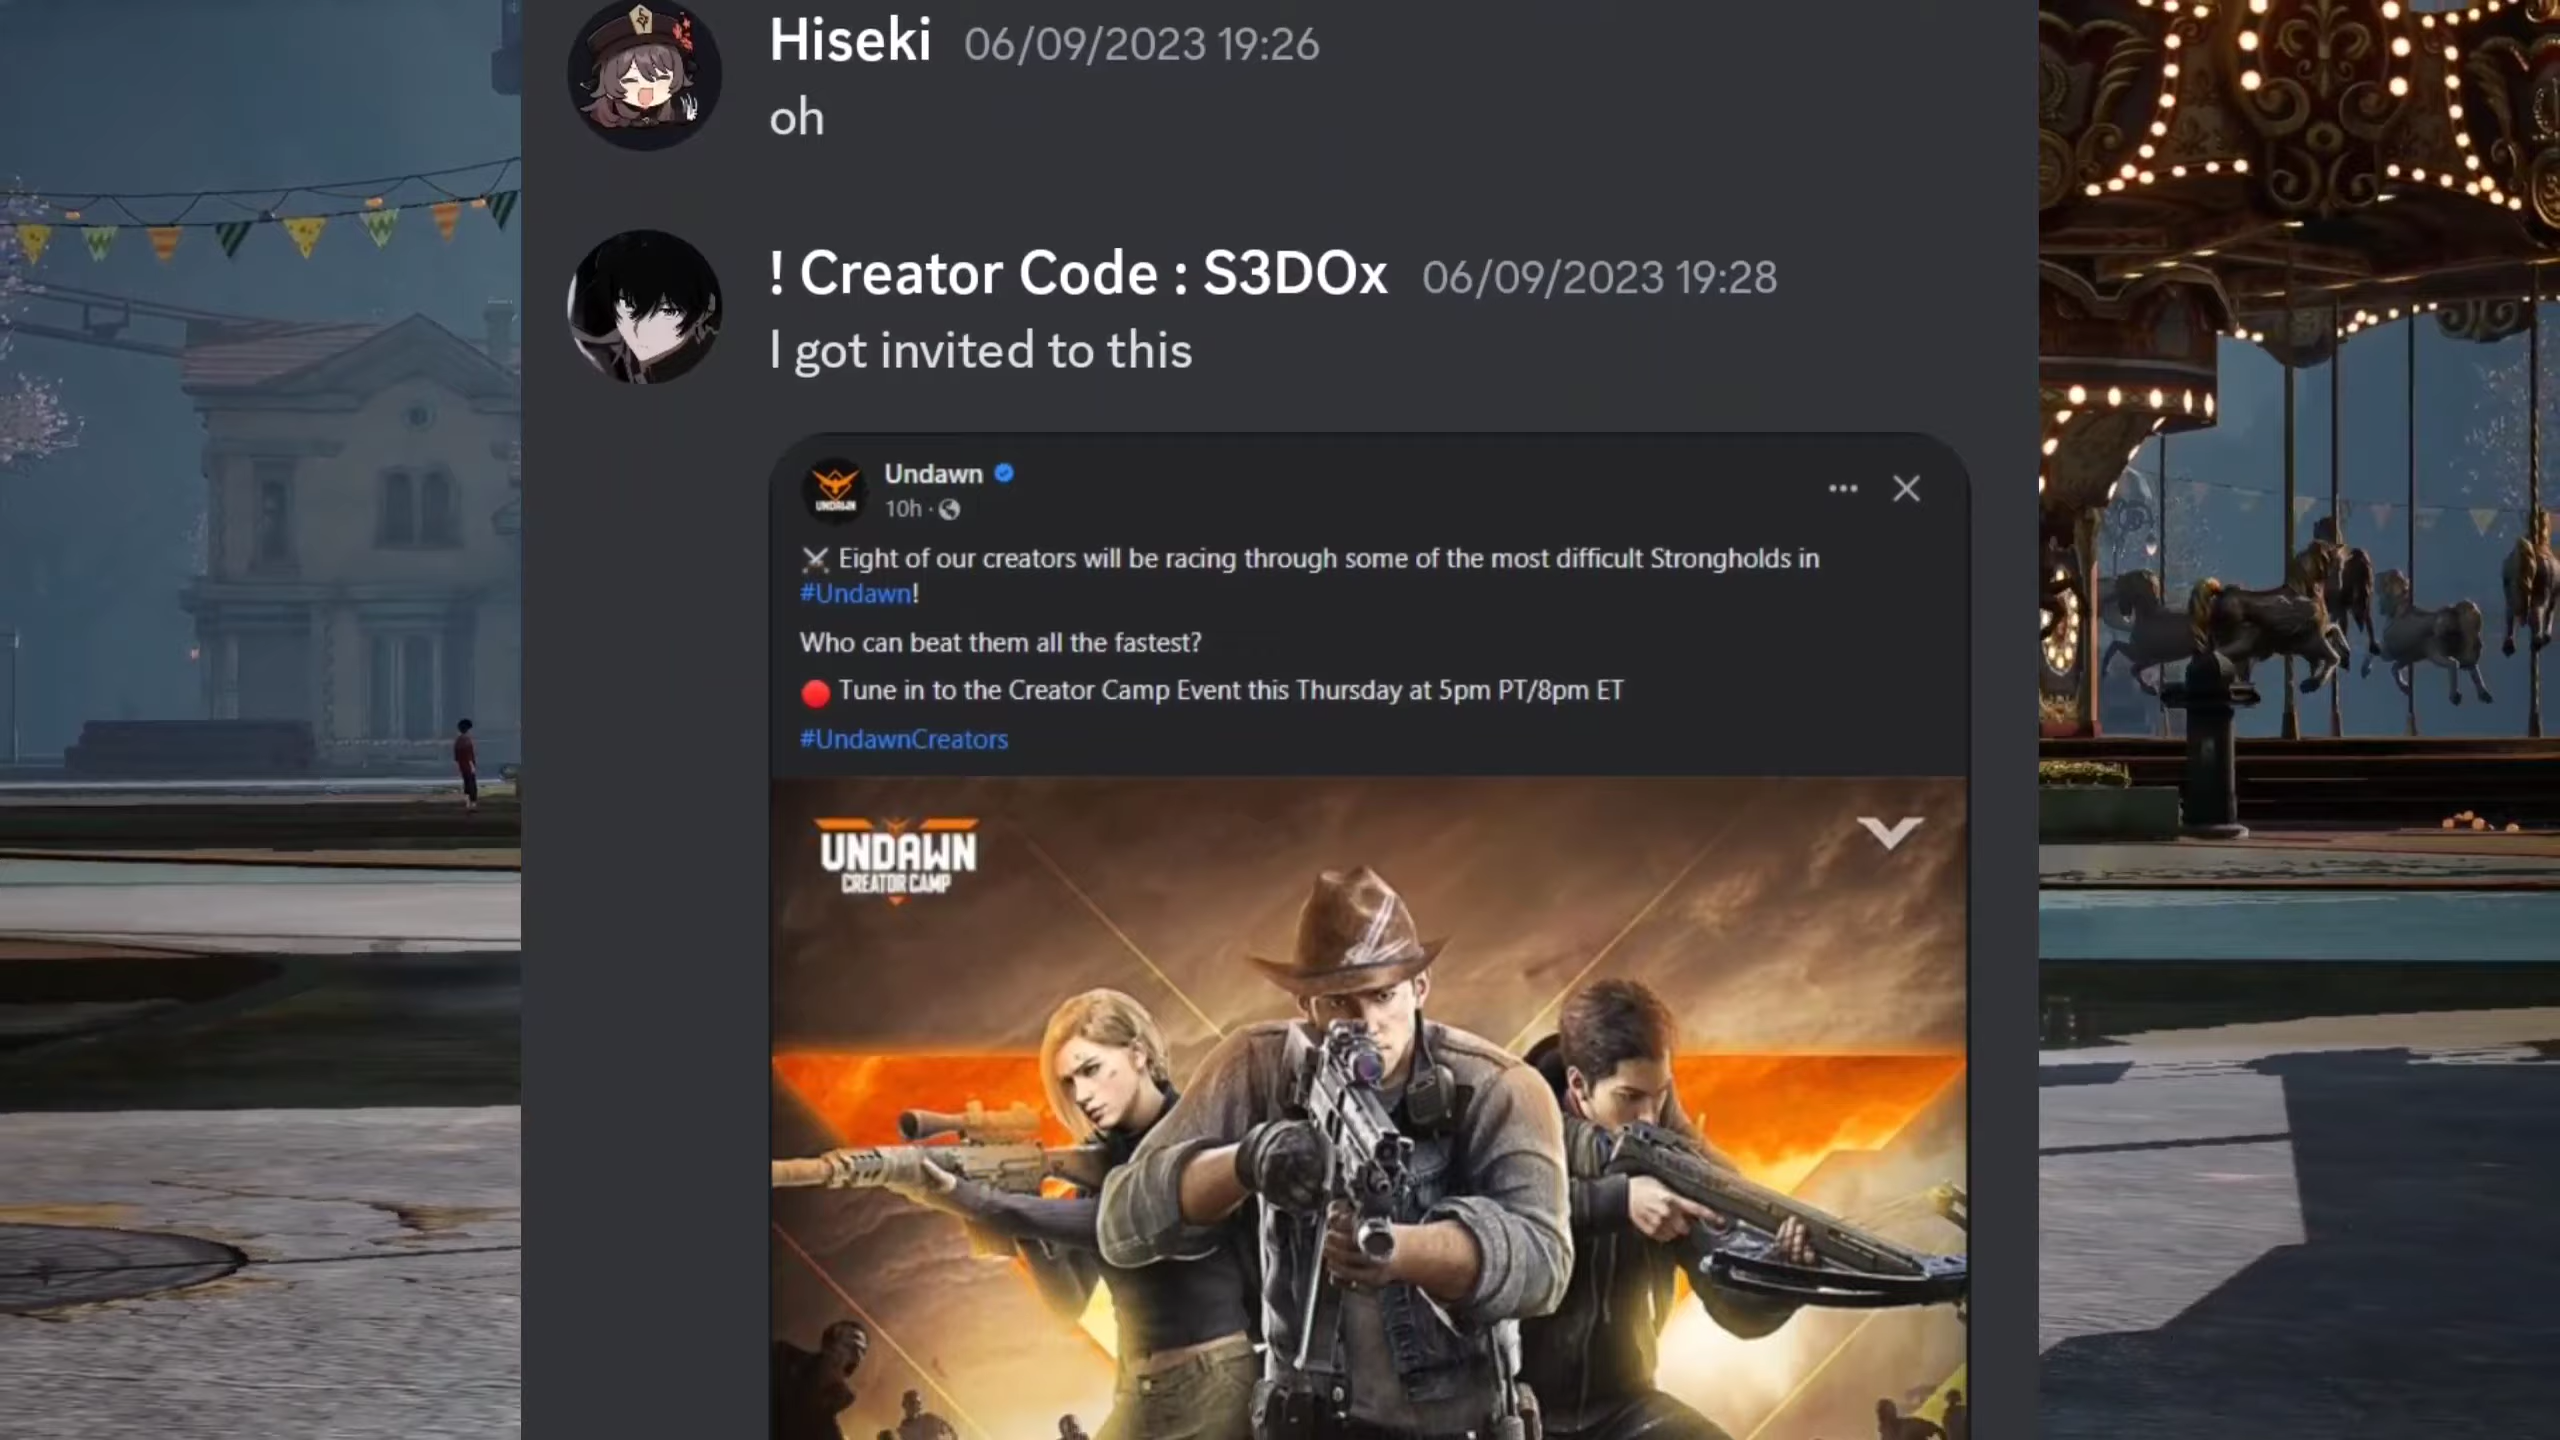 Hiseki 06/09/2023 19:26
oh
! Creator Code : S3DOx 06/09/2023 19:28
I got invited to this
Undawn
UNDAWN
10h ·
⚔ Eight of our creators will be racing through some of the most difficult Strongholds in
#Undawn!
Who can beat them all the fastest?
🔴 Tune in to the Creator Camp Event this Thursday at 5pm PT/8pm ET
#UndawnCreators
UNDAWN
CREATOR CAMP